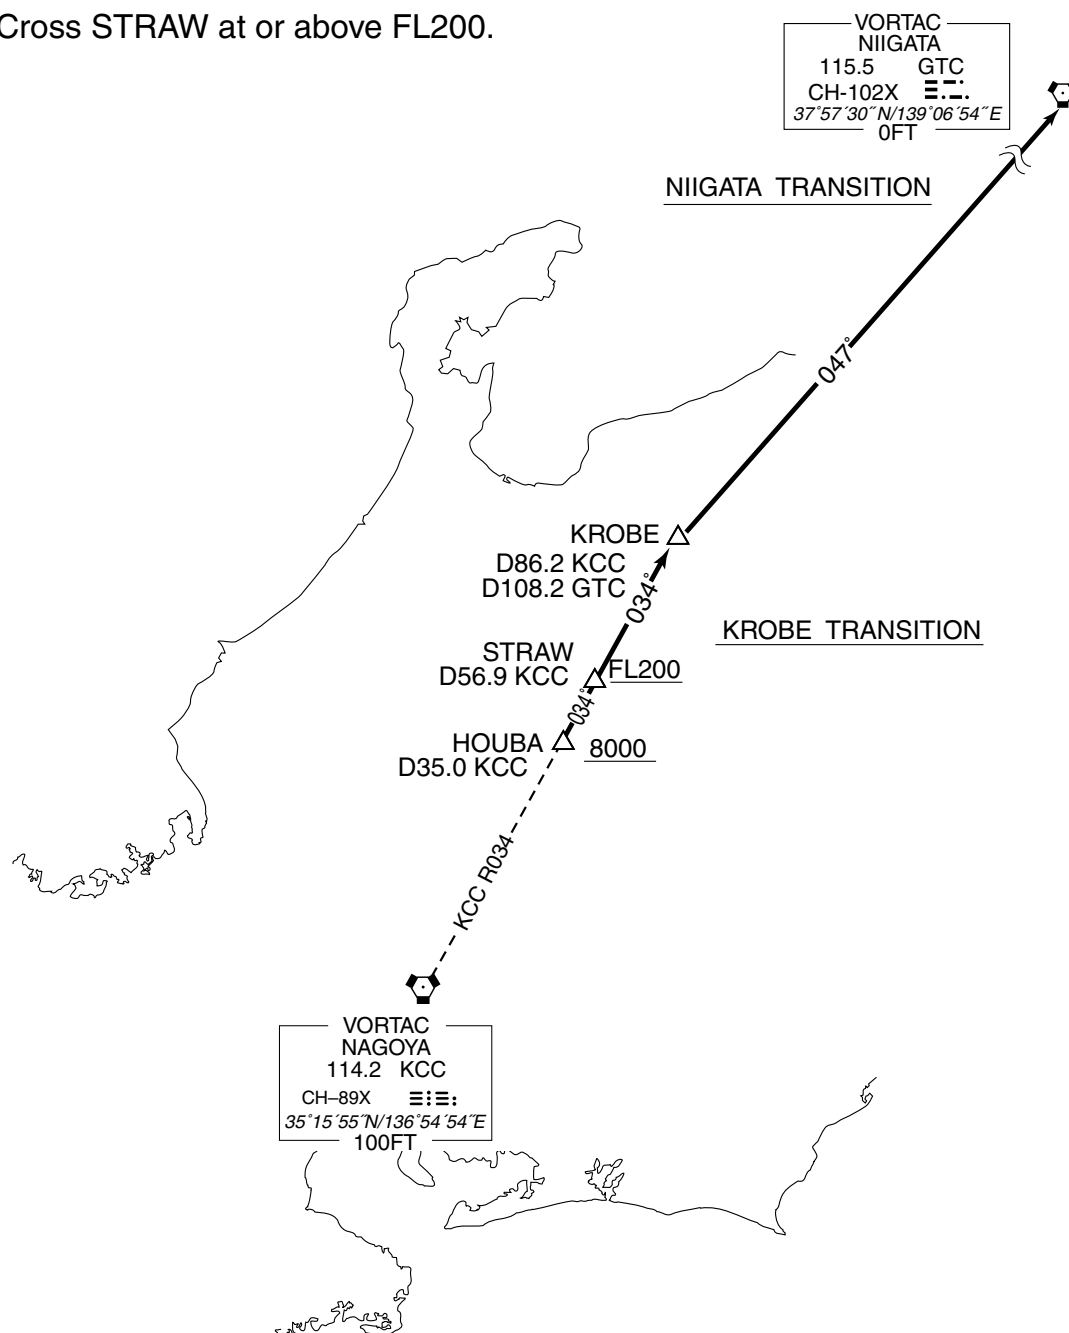 Cross STRAW at or above FL200.
VORTAC
NIIGATA
115.5 GTC
CH-102X
37°57´30˝N/139°06´54˝E
0FT
NIIGATA TRANSITION
047°
KROBE
D86.2 KCC
D108.2 GTC
034°
KROBE TRANSITION
STRAW
D56.9 KCC
FL200
034°
HOUBA
D35.0 KCC
8000
KCC R034
VORTAC
NAGOYA
114.2 KCC
CH–89X
35°15´55˝N/136°54´54˝E
100FT